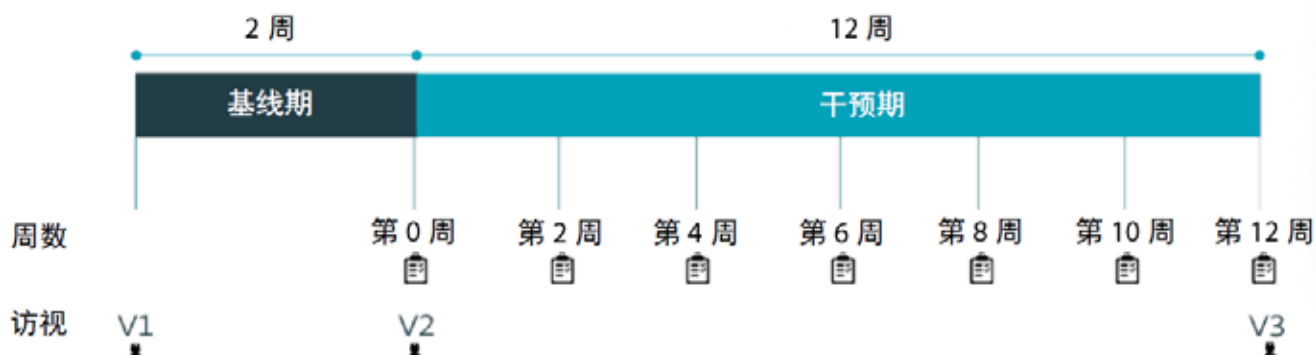 2 周 12 周
基线期 干预期
周数 第 0 周 第 2 周 第 4 周 第 6 周 第 8 周 第 10 周 第 12 周
访视 V1 V2 V3